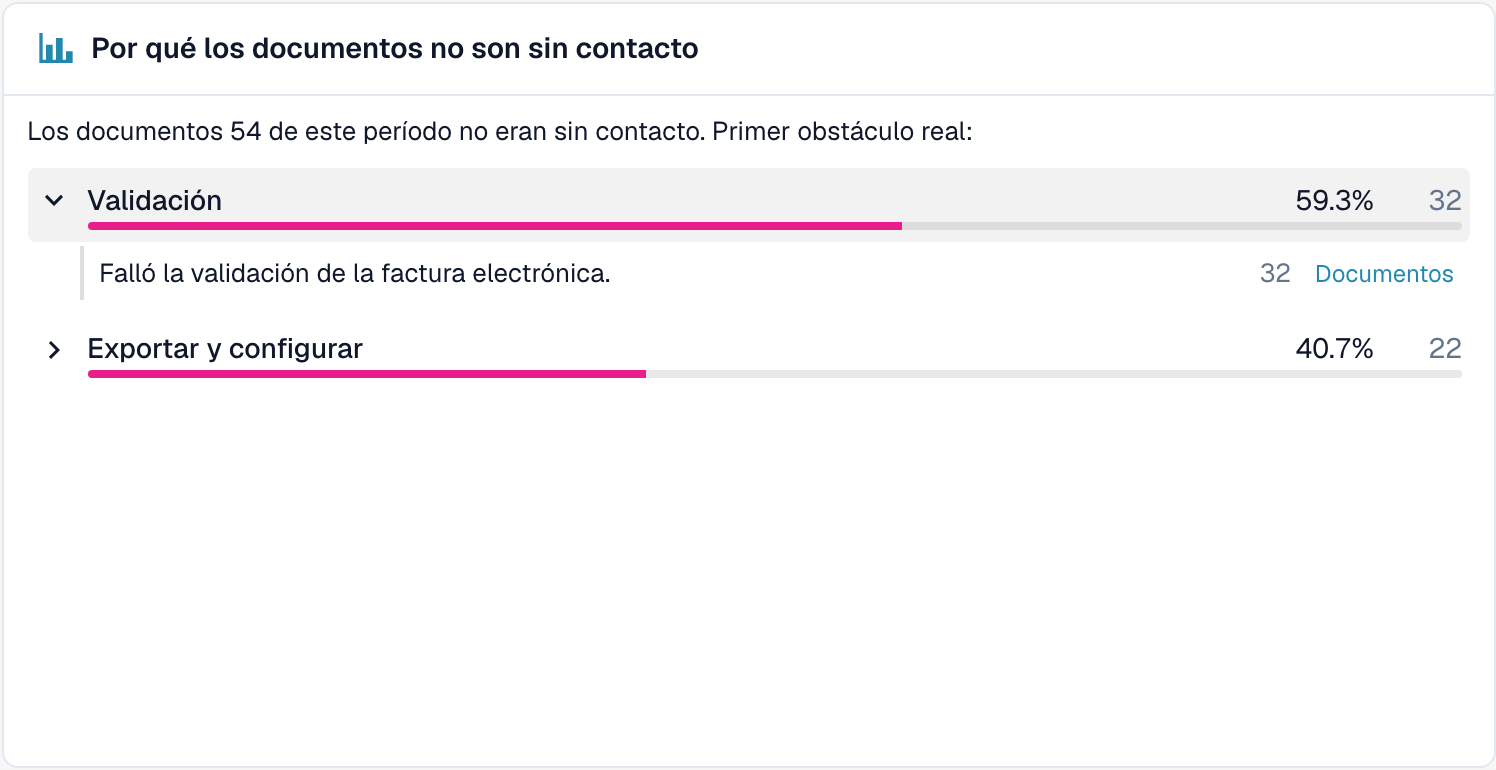 Por qué los documentos no son sin contacto
Los documentos 54 de este período no eran sin contacto. Primer obstáculo real:
Validación 59.3% 32
Falló la validación de la factura electrónica. 32 Documentos
Exportar y configurar 40.7% 22